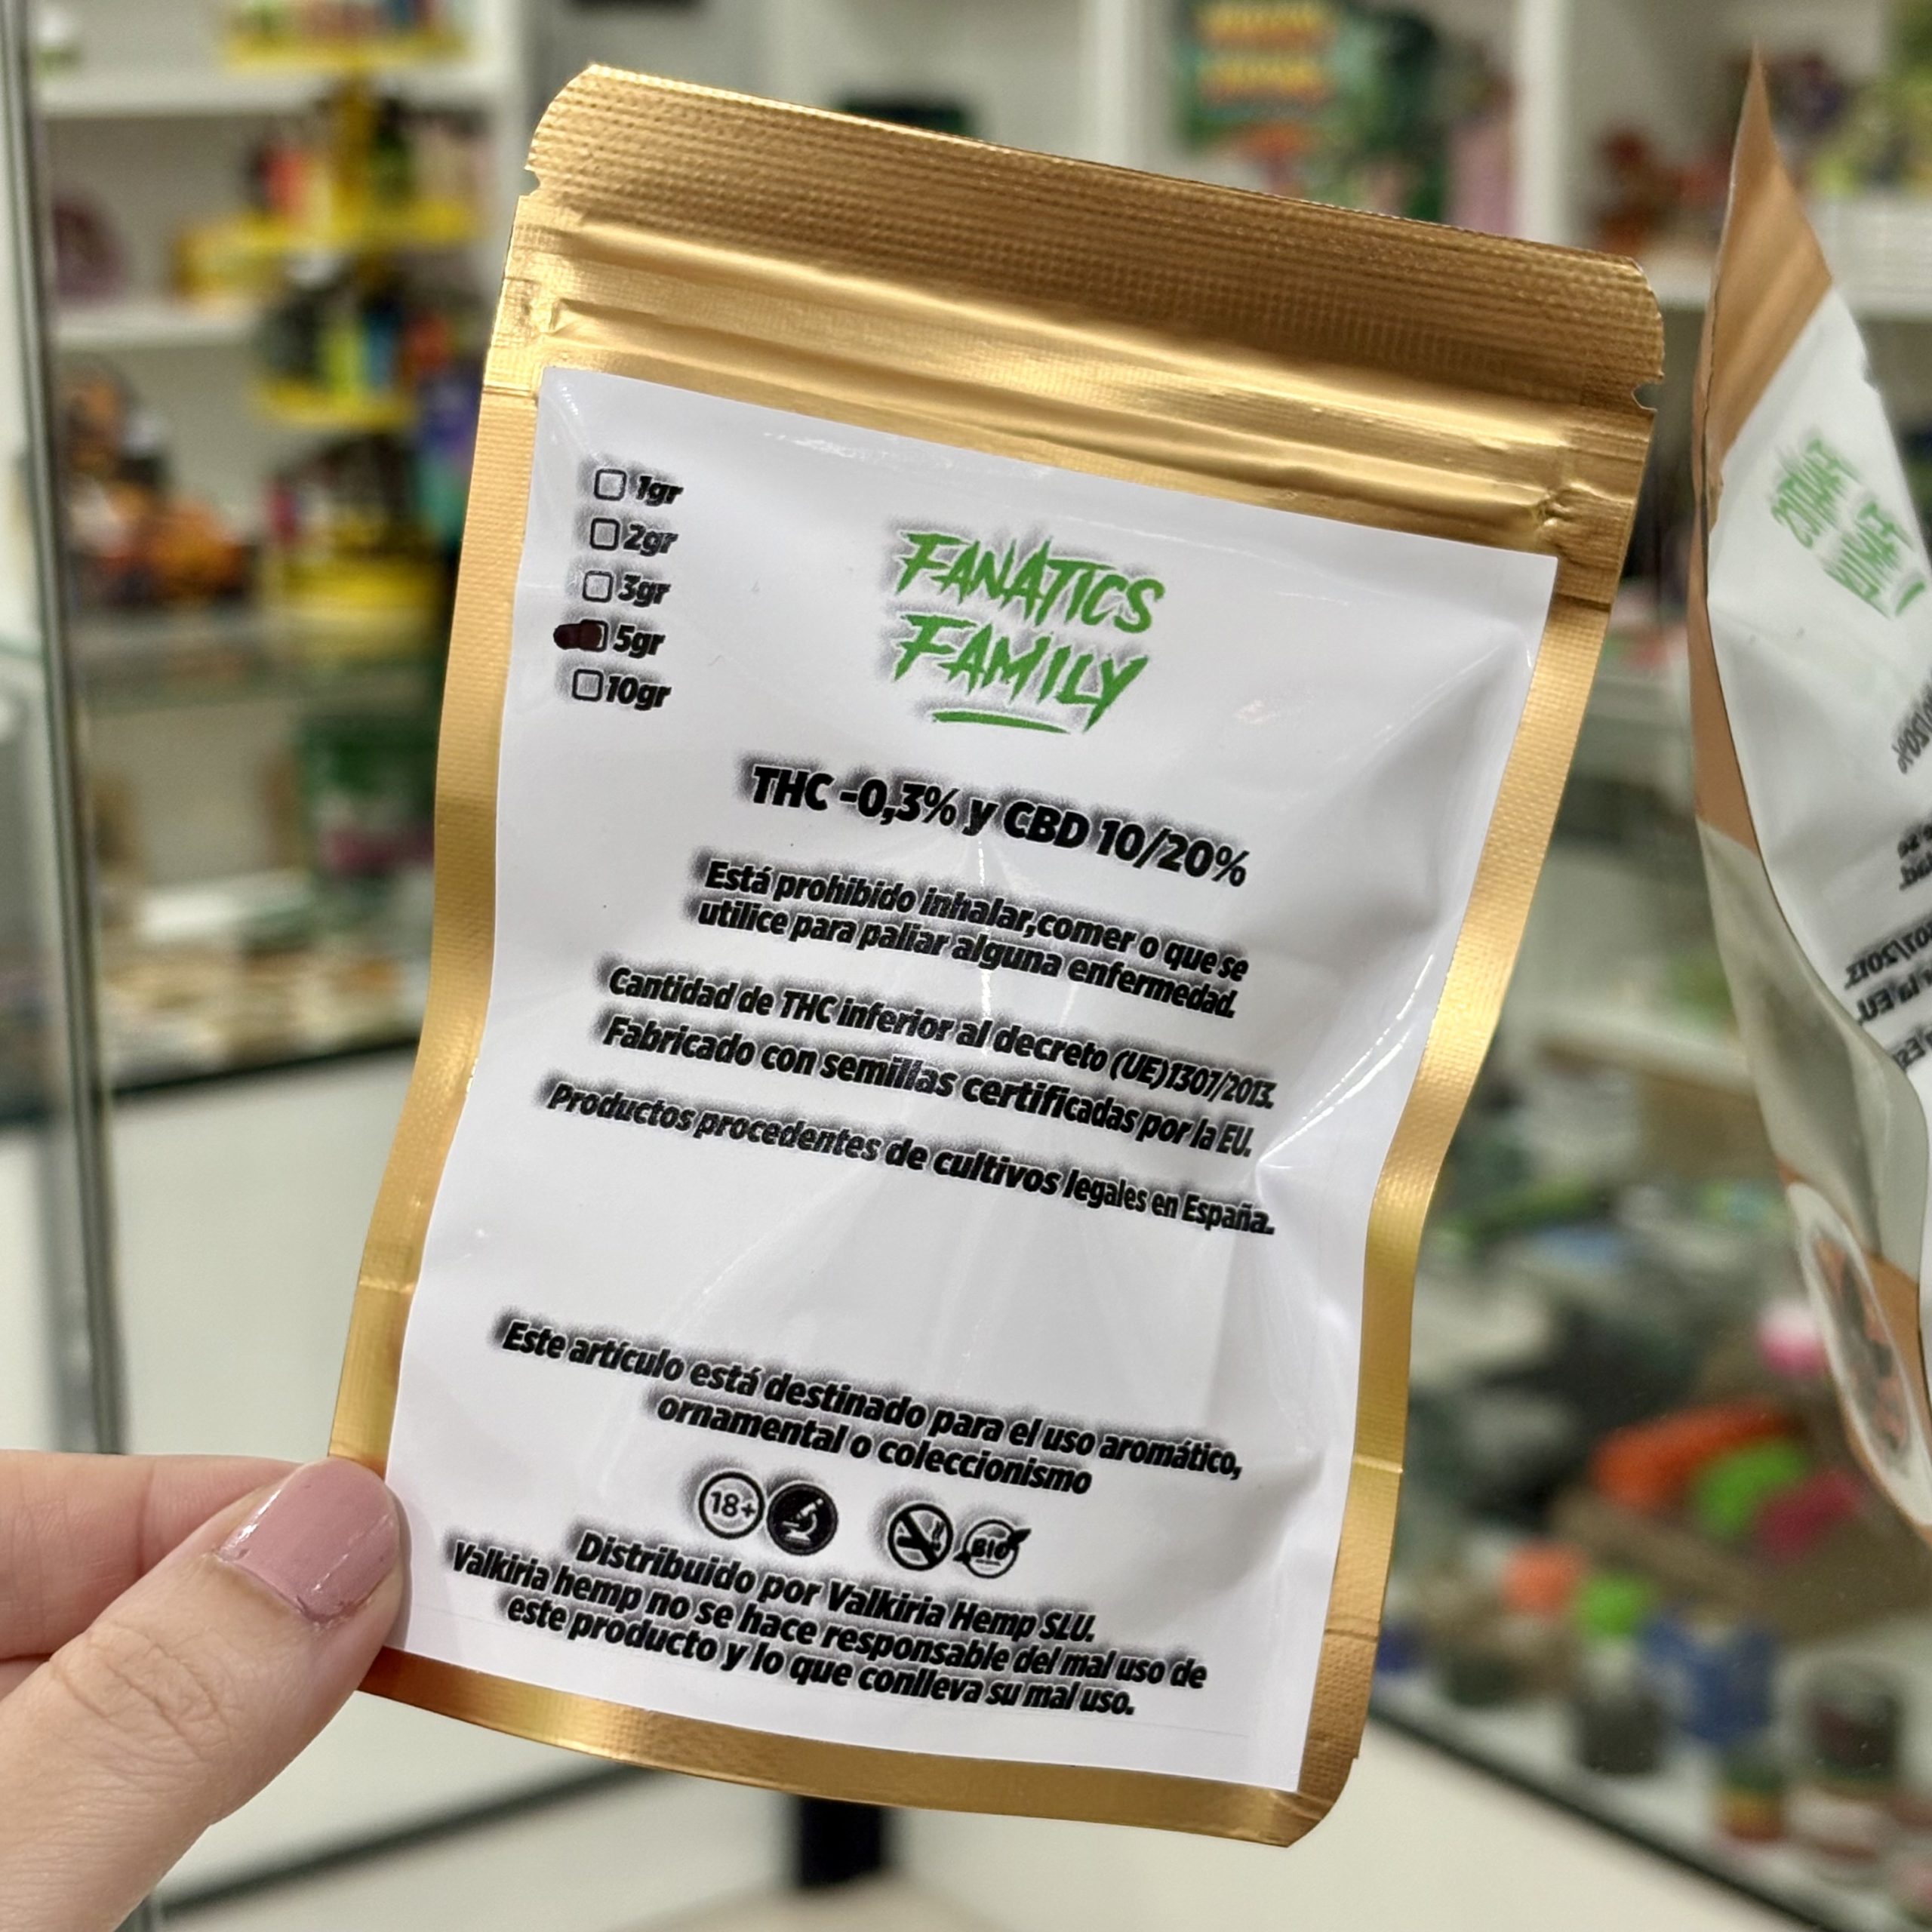 1gr
2gr
3gr
5gr
10gr
FANATICS
FAMILY
THC -0,3% y CBD 10/20%
Está prohibido inhalar,comer o que se
utilice para paliar alguna enfermedad.
Cantidad de THC inferior al decreto (UE)1307/2013.
Fabricado con semillas certificadas por la EU.
Productos procedentes de cultivos legales en España.
Este artículo está destinado para el uso aromático,
ornamental o coleccionismo
18+
BIO
Distribuido por Valkiria Hemp SLU.
Valkiria hemp no se hace responsable del mal uso de
este producto y lo que conlleva su mal uso.